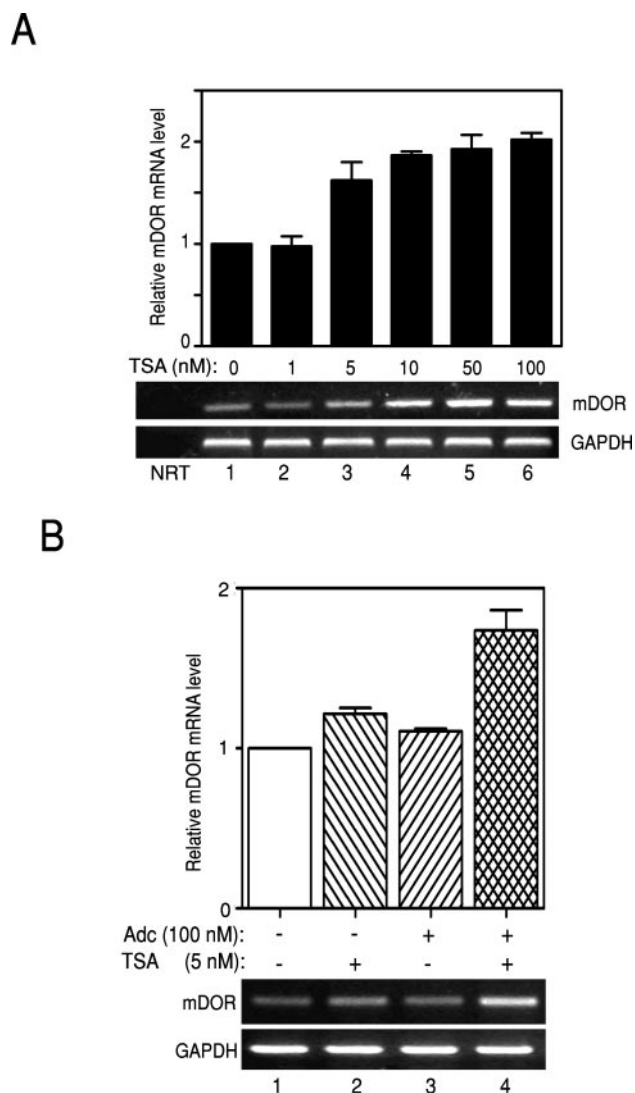 A
Relative mDOR mRNA level
2
1
0
TSA (nM): 0 1 5 10 50 100
mDOR
GAPDH
NRT 1 2 3 4 5 6
B
Relative mDOR mRNA level
2
1
0
Adc (100 nM): - - + +
TSA (5 nM): - + - +
mDOR
GAPDH
1 2 3 4